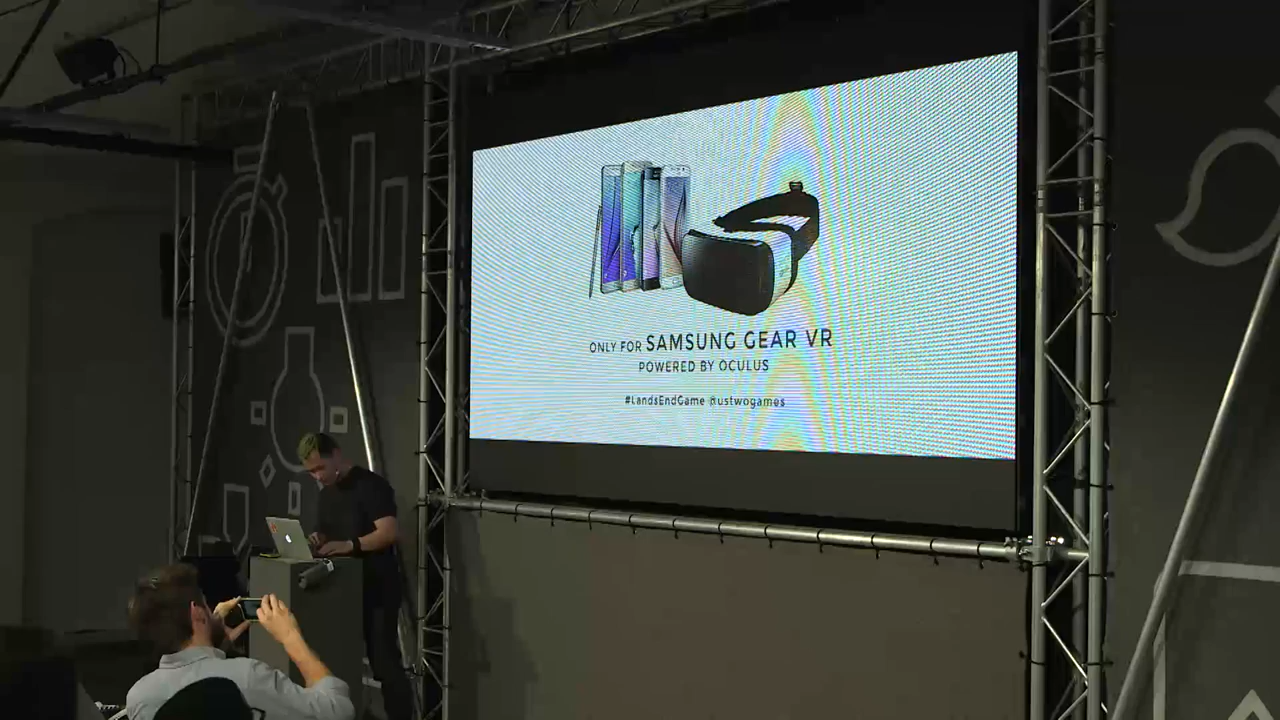 ONLY FOR SAMSUNG GEAR VR
POWERED BY OCULUS
#LandsEndGame @ustwogames